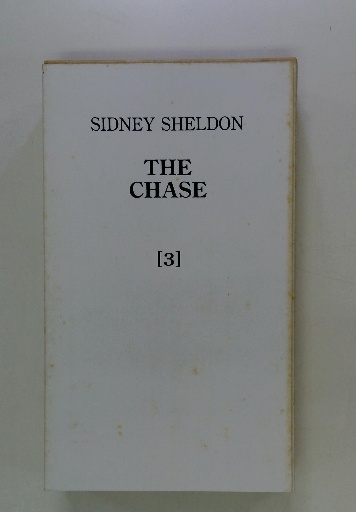 SIDNEY SHELDON
THE
CHASE
[3]